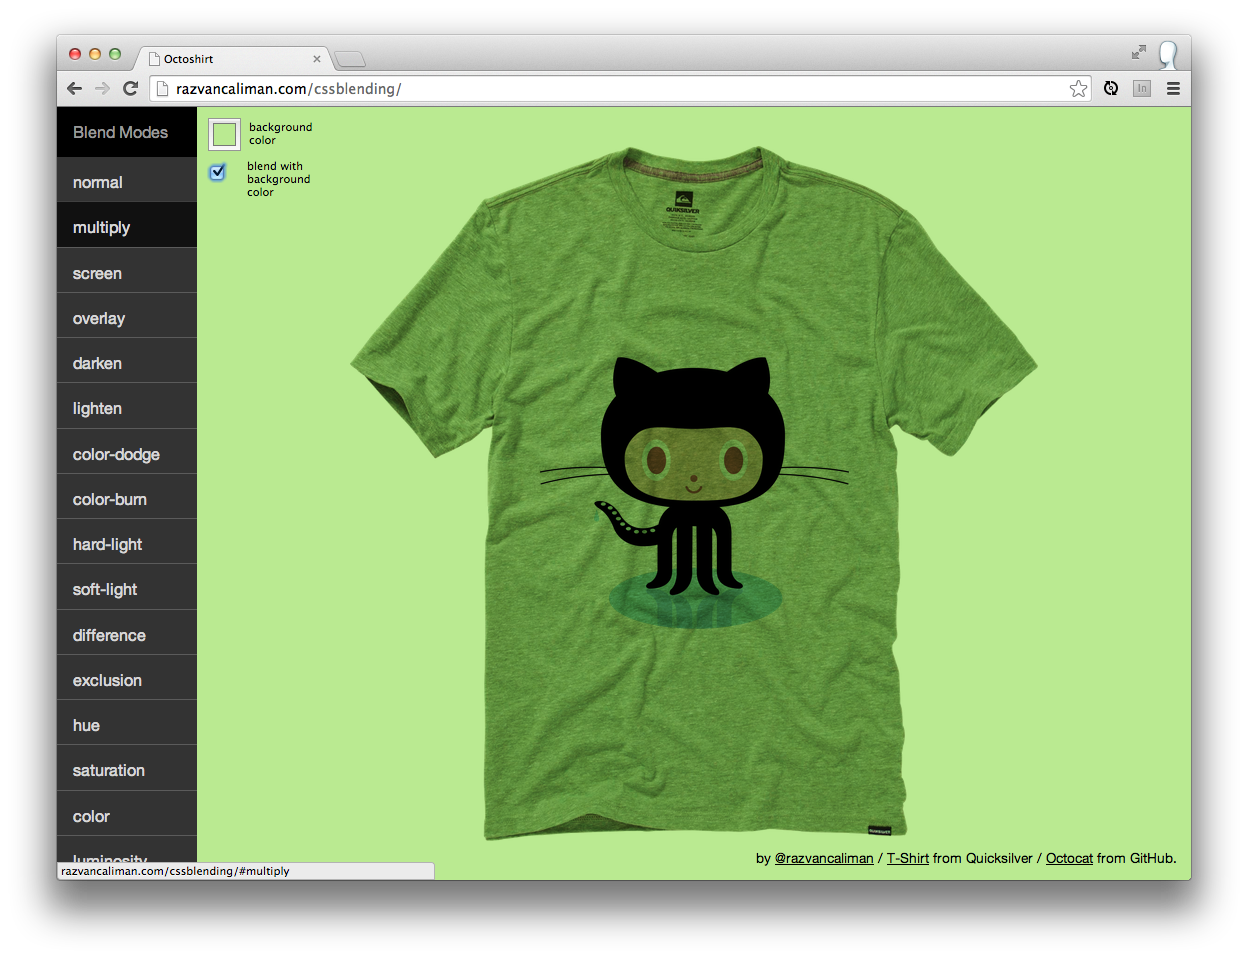 Octoshirt
razvancaliman.com/cssblending/
In
Blend Modes
normal
multiply
screen
overlay
darken
lighten
color-dodge
color-burn
hard-light
soft-light
difference
exclusion
hue
saturation
color
luminosity
razvancaliman.com/cssblending/#multiply
background
color
blend with
background
color
QUIKSILVER
QUIKSILVER
by @razvancaliman / T-Shirt from Quicksilver / Octocat from GitHub.